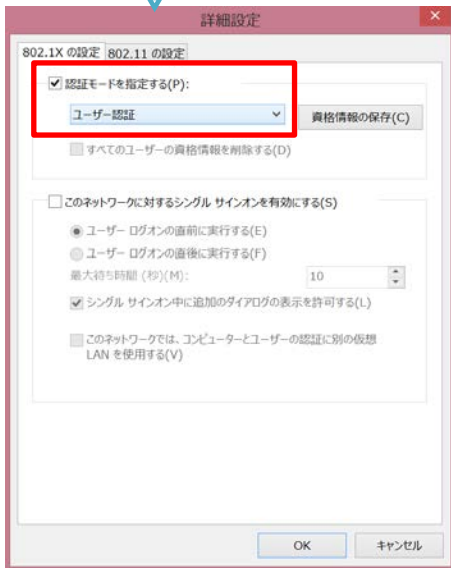 詳細設定
802.1X の設定 802.11 の設定
認証モードを指定する(P):
ユーザー認証
資格情報の保存(C)
すべてのユーザーの資格情報を削除する(D)
このネットワークに対するシングル サインオンを有効にする(S)
ユーザー ログオンの直前に実行する(E)
ユーザー ログオンの直後に実行する(F)
最大待ち時間 (秒)(M): 10
シングル サインオン中に追加のダイアログの表示を許可する(L)
このネットワークでは、コンピューターとユーザーの認証に別の仮想
LAN を使用する(V)
OK キャンセル